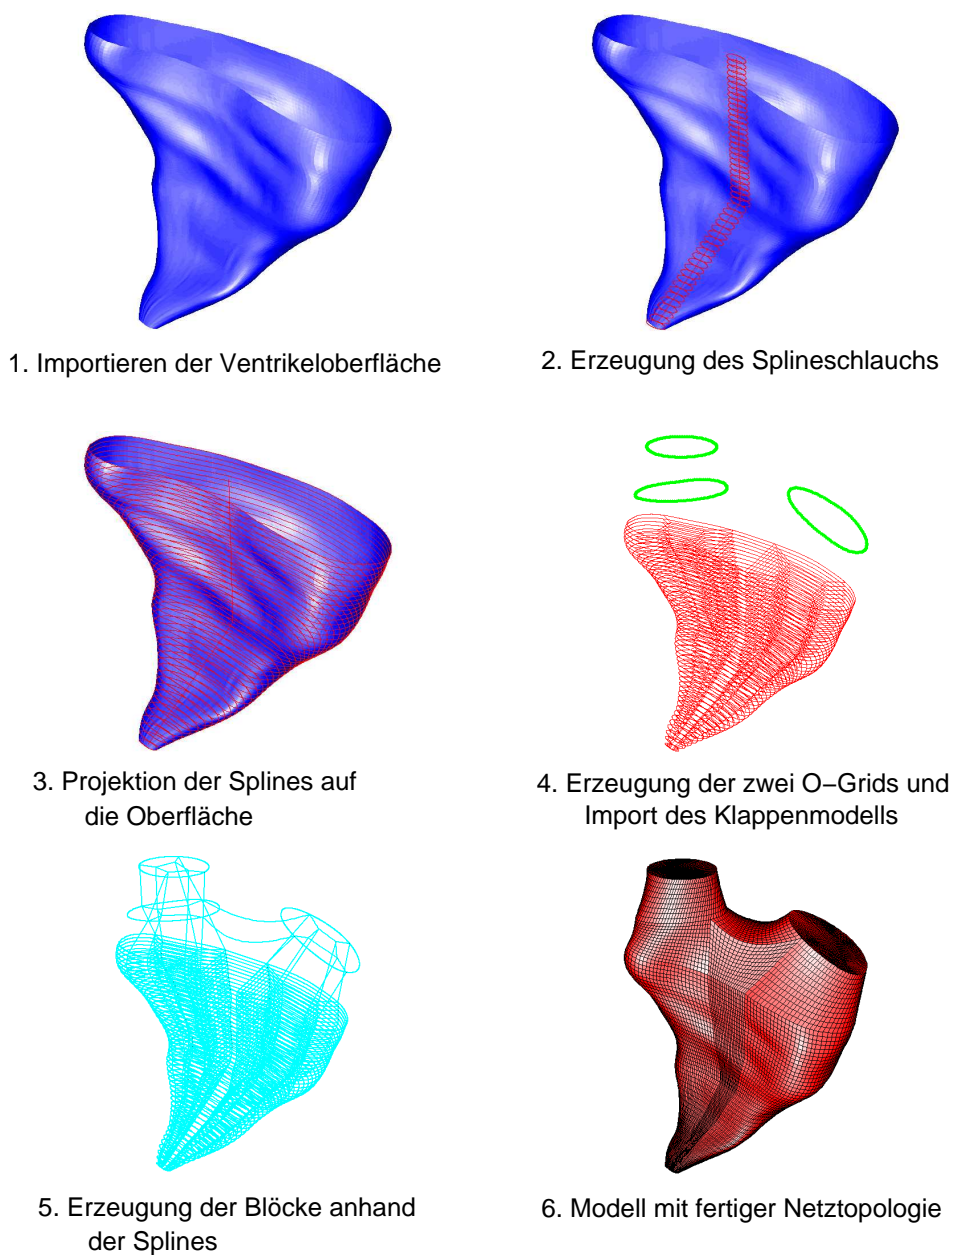 1. Importieren der Ventrikeloberfläche
2. Erzeugung des Splineschlauchs
3. Projektion der Splines auf
die Oberfläche
4. Erzeugung der zwei O−Grids und
Import des Klappenmodells
5. Erzeugung der Blöcke anhand
der Splines
6. Modell mit fertiger Netztopologie